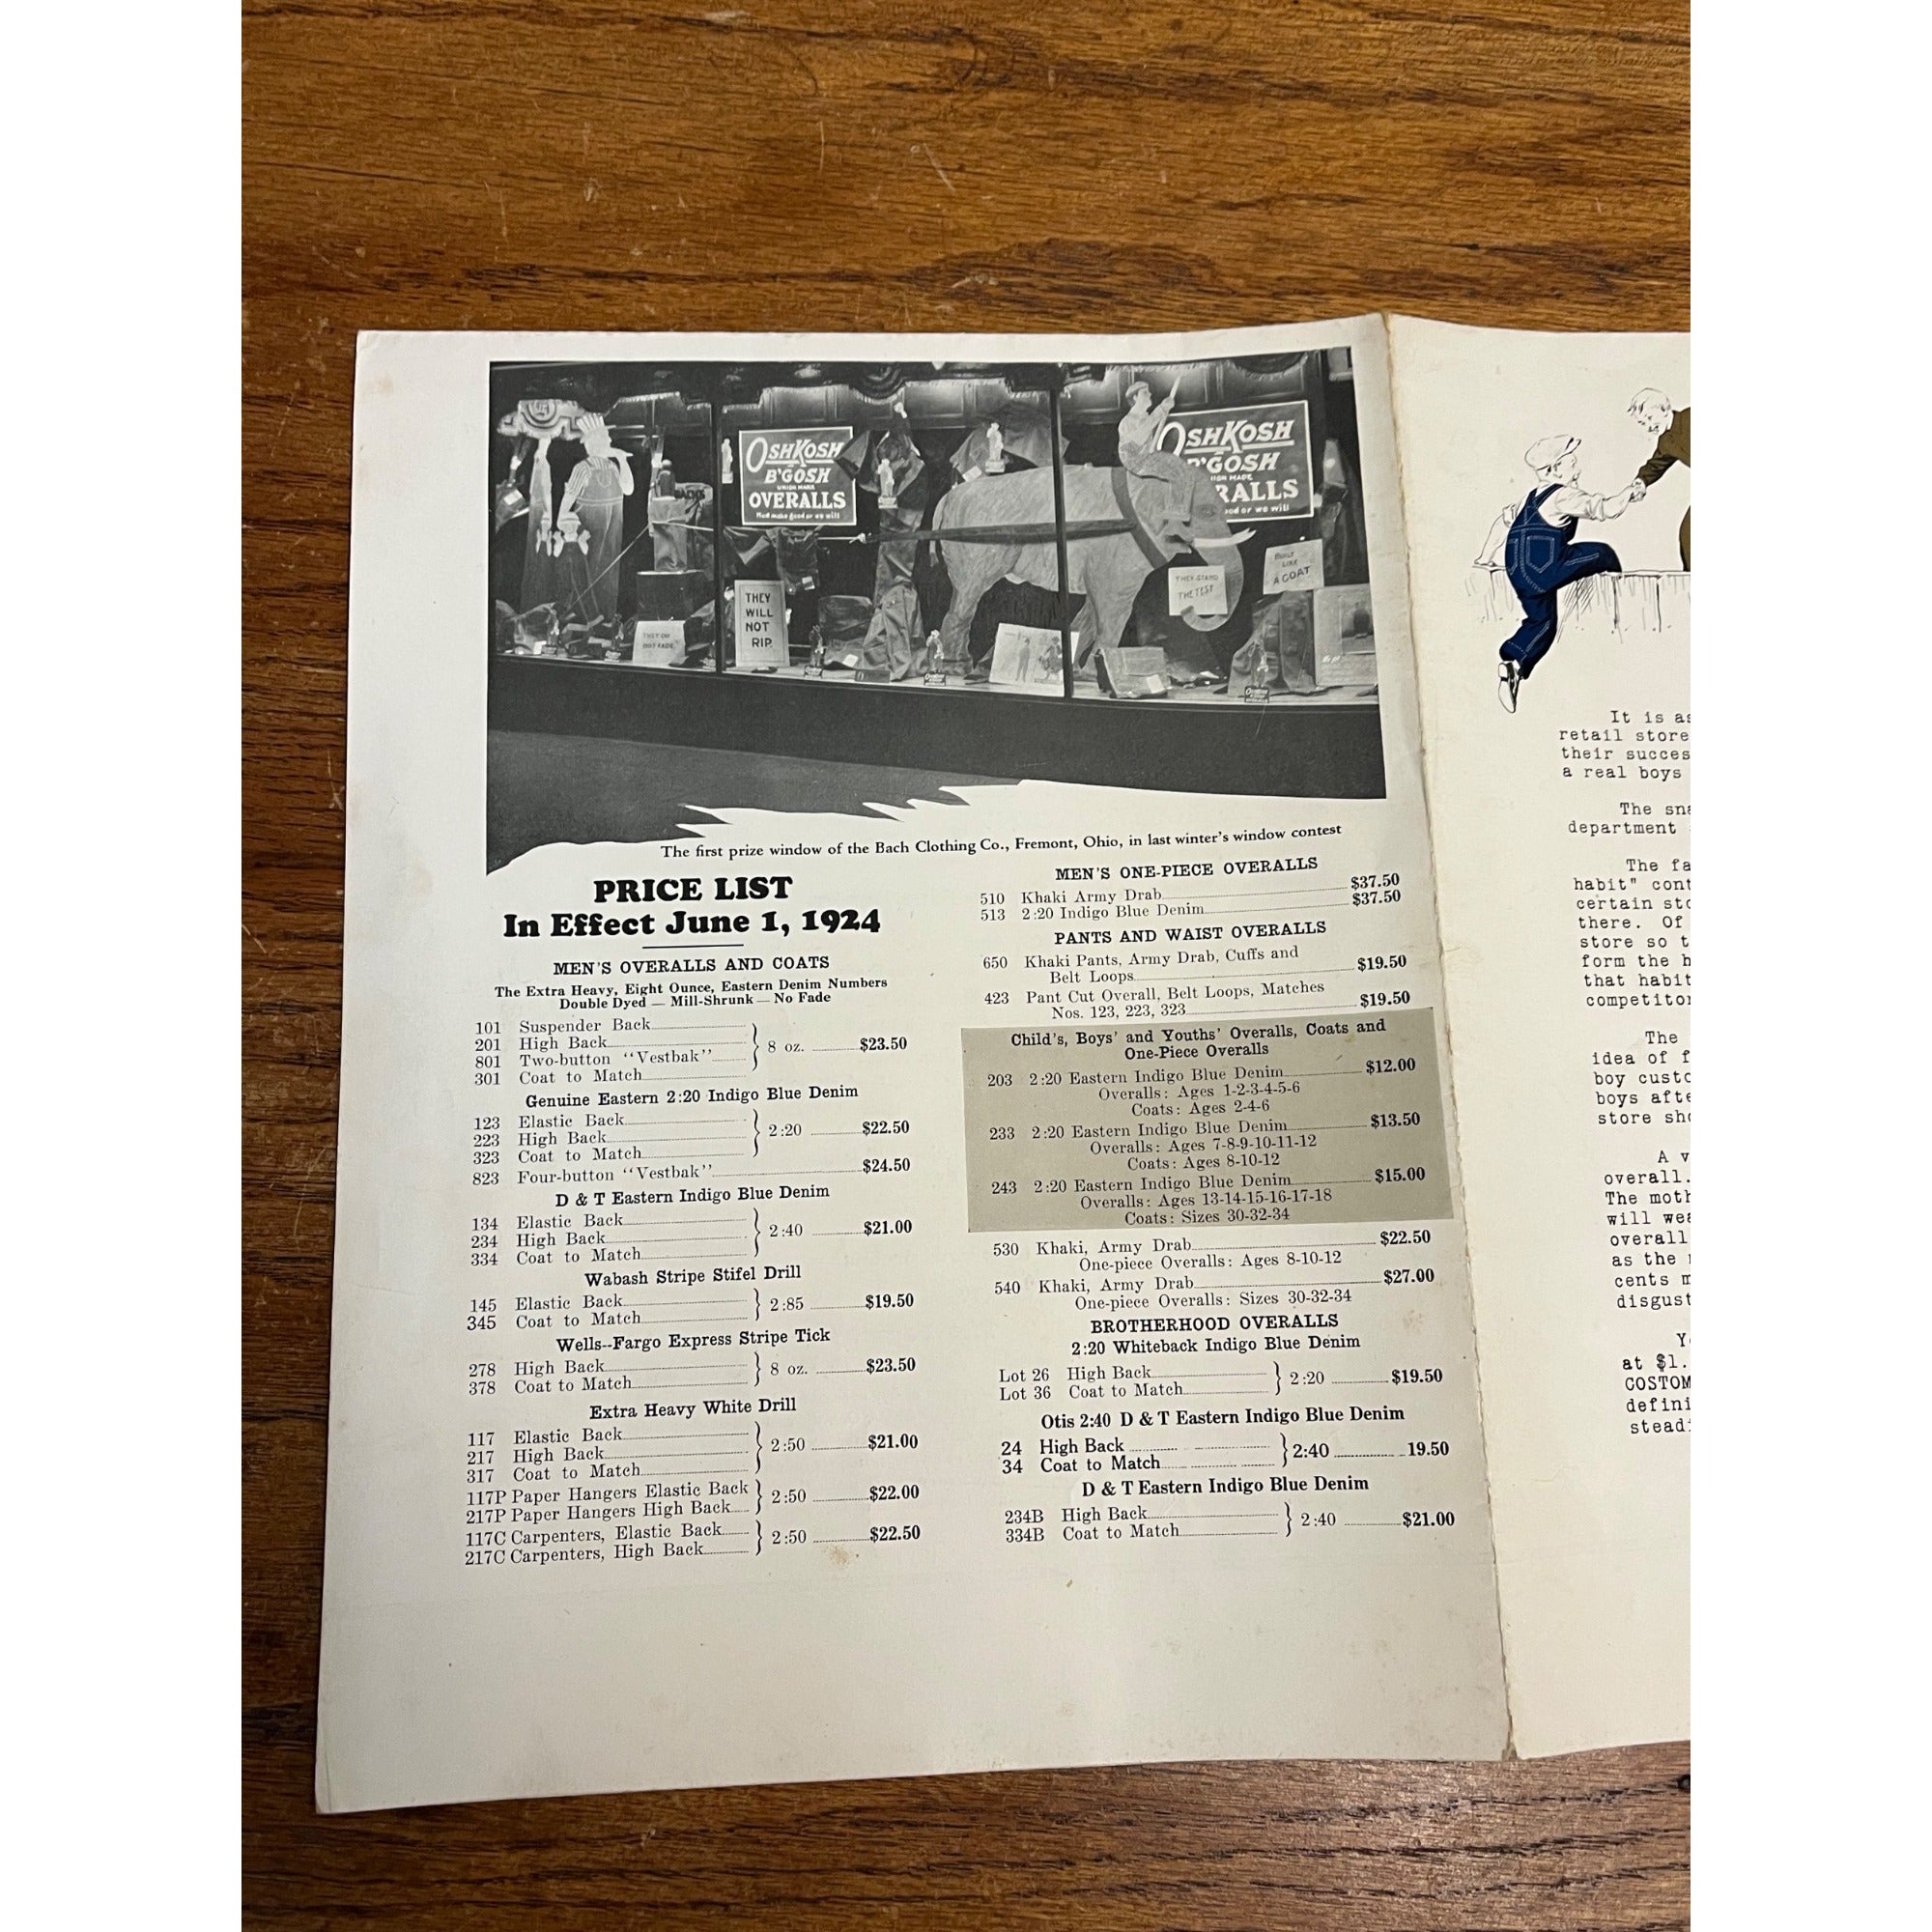 OSHKOSH
B'GOSH
UNION MADE
OVERALLS
Must make good or we will
OSHKOSH
B'GOSH
UNION MADE
RALLS
ood or we will
THEY
WILL
NOT
RIP.
THEY DO
NOT FADE
THEY STAND
THE TEST
BUILT
LIKE
A COAT
The first prize window of the Bach Clothing Co., Fremont, Ohio, in last winter's window contest
PRICE LIST
In Effect June 1, 1924
MEN'S OVERALLS AND COATS
The Extra Heavy, Eight Ounce, Eastern Denim Numbers
Double Dyed — Mill-Shrunk — No Fade
101 Suspender Back
201 High Back
801 Two-button "Vestbak"
301 Coat to Match
8 oz. $23.50
Genuine Eastern 2:20 Indigo Blue Denim
123 Elastic Back
223 High Back
323 Coat to Match
2:20 $22.50
823 Four-button "Vestbak" $24.50
D & T Eastern Indigo Blue Denim
134 Elastic Back
234 High Back
334 Coat to Match
2:40 $21.00
Wabash Stripe Stifel Drill
145 Elastic Back
345 Coat to Match
2:85 $19.50
Wells--Fargo Express Stripe Tick
278 High Back
378 Coat to Match
8 oz. $23.50
Extra Heavy White Drill
117 Elastic Back
217 High Back
317 Coat to Match
2:50 $21.00
117P Paper Hangers Elastic Back
217P Paper Hangers High Back
2:50 $22.00
117C Carpenters, Elastic Back
217C Carpenters, High Back
2:50 $22.50
MEN'S ONE-PIECE OVERALLS
510 Khaki Army Drab $37.50
513 2:20 Indigo Blue Denim $37.50
PANTS AND WAIST OVERALLS
650 Khaki Pants, Army Drab, Cuffs and
Belt Loops $19.50
423 Pant Cut Overall, Belt Loops, Matches
Nos. 123, 223, 323 $19.50
Child's, Boys' and Youths' Overalls, Coats and
One-Piece Overalls
203 2:20 Eastern Indigo Blue Denim $12.00
Overalls: Ages 1-2-3-4-5-6
Coats: Ages 2-4-6
233 2:20 Eastern Indigo Blue Denim $13.50
Overalls: Ages 7-8-9-10-11-12
Coats: Ages 8-10-12
243 2:20 Eastern Indigo Blue Denim $15.00
Overalls: Ages 13-14-15-16-17-18
Coats: Sizes 30-32-34
530 Khaki, Army Drab $22.50
One-piece Overalls: Ages 8-10-12
540 Khaki, Army Drab $27.00
One-piece Overalls: Sizes 30-32-34
BROTHERHOOD OVERALLS
2:20 Whiteback Indigo Blue Denim
Lot 26 High Back
Lot 36 Coat to Match
2:20 $19.50
Otis 2:40 D & T Eastern Indigo Blue Denim
24 High Back
34 Coat to Match
2:40 19.50
D & T Eastern Indigo Blue Denim
234B High Back
334B Coat to Match
2:40 $21.00
It is as
retail store
their succes
a real boys
The sna
department
The fa
habit" cont
certain sto
there. Of
store so t
form the h
that habit
competitor
The
idea of f
boy custo
boys afte
store sho
A v
overall.
The moth
will wea
overall
as the
cents m
disgust
Y
at $1.
COSTOM
defini
stead